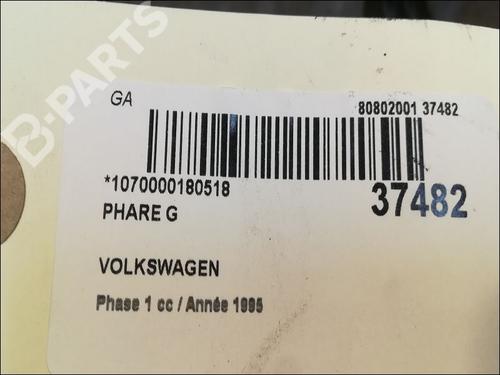 B-PARTS
GA
80802001 37482
*1070000180518
37482
PHARE G
VOLKSWAGEN
Phase 1 cc / Année 1995